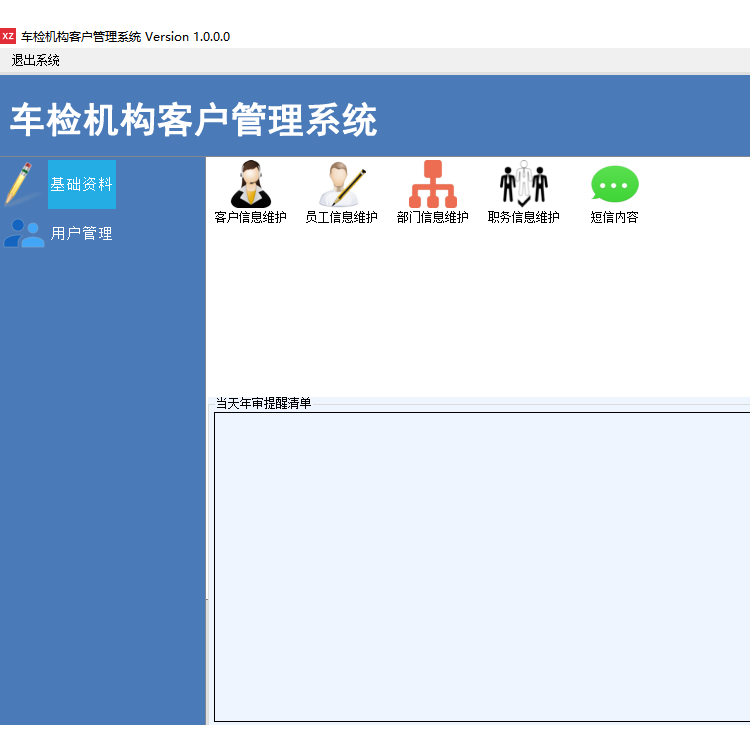 XZ 车检机构客户管理系统 Version 1.0.0.0
退出系统
车检机构客户管理系统
基础资料
用户管理
客户信息维护 员工信息维护 部门信息维护 职务信息维护 短信内容
当天年审提醒清单